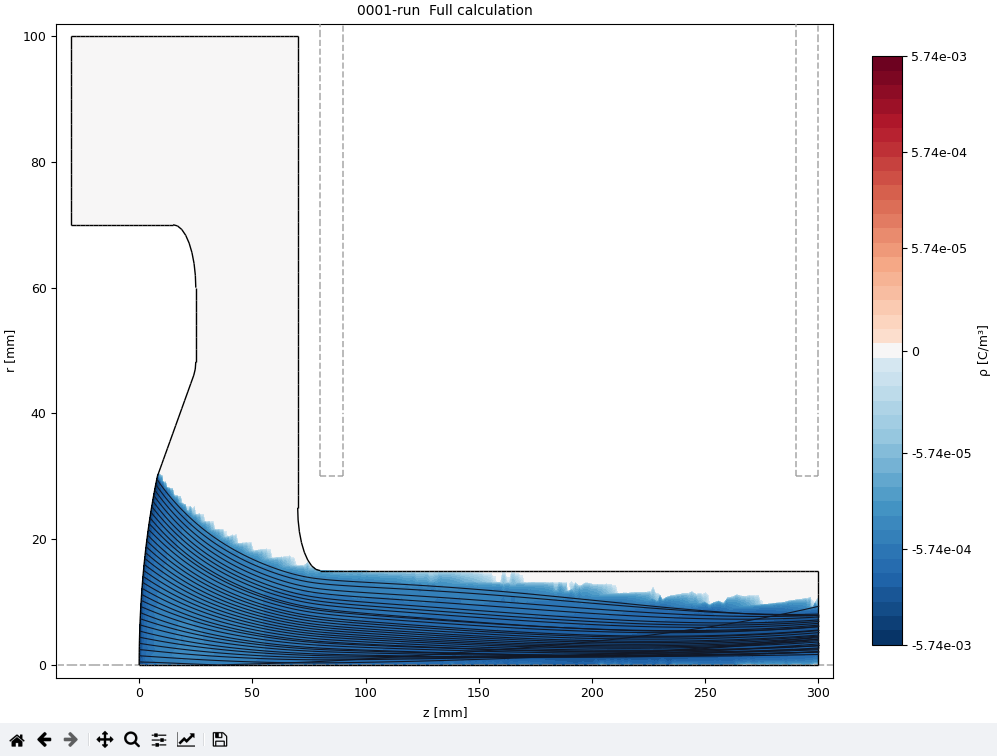 0001-run  Full calculation
100
80
60
40
20
0
r [mm]
0
50
100
150
200
250
300
z [mm]
5.74e-03
5.74e-04
5.74e-05
0
-5.74e-05
-5.74e-04
-5.74e-03
ρ [C/m³]